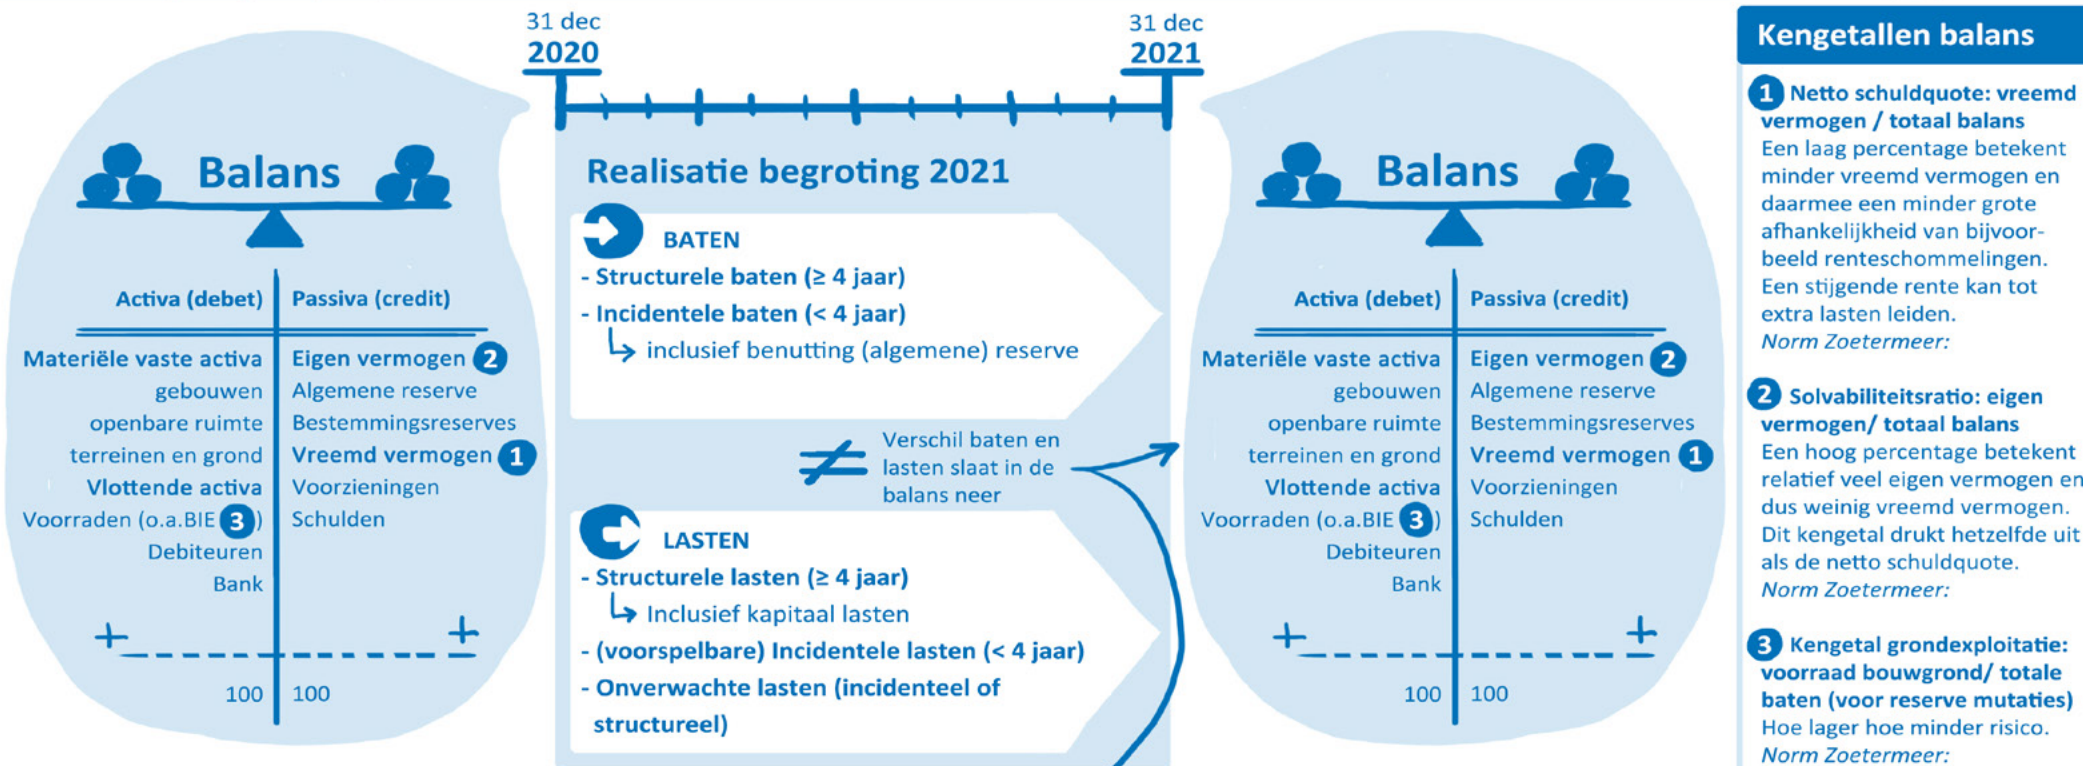 31 dec
2020
31 dec
2021
Balans
Activa (debet)
Passiva (credit)
Materiële vaste activa
Eigen vermogen 2
gebouwen
Algemene reserve
openbare ruimte
Bestemmingsreserves
terreinen en grond
Vreemd vermogen 1
Vlottende activa
Voorzieningen
Voorraden (o.a.BIE 3)
Schulden
Debiteuren
Bank
+
+
100
100
Realisatie begroting 2021
BATEN
- Structurele baten (≥ 4 jaar)
- Incidentele baten (< 4 jaar)
inclusief benutting (algemene) reserve
≠
Verschil baten en
lasten slaat in de
balans neer
LASTEN
- Structurele lasten (≥ 4 jaar)
Inclusief kapitaal lasten
- (voorspelbare) Incidentele lasten (< 4 jaar)
- Onverwachte lasten (incidenteel of
structureel)
Balans
Activa (debet)
Passiva (credit)
Materiële vaste activa
Eigen vermogen 2
gebouwen
Algemene reserve
openbare ruimte
Bestemmingsreserves
terreinen en grond
Vreemd vermogen 1
Vlottende activa
Voorzieningen
Voorraden (o.a.BIE 3)
Schulden
Debiteuren
Bank
+
+
100
100
Kengetallen balans
1 Netto schuldquote: vreemd
vermogen / totaal balans
Een laag percentage betekent
minder vreemd vermogen en
daarmee een minder grote
afhankelijkheid van bijvoor-
beeld renteschommelingen.
Een stijgende rente kan tot
extra lasten leiden.
Norm Zoetermeer:
2 Solvabiliteitsratio: eigen
vermogen/ totaal balans
Een hoog percentage betekent
relatief veel eigen vermogen en
dus weinig vreemd vermogen.
Dit kengetal drukt hetzelfde uit
als de netto schuldquote.
Norm Zoetermeer:
3 Kengetal grondexploitatie:
voorraad bouwgrond/ totale
baten (voor reserve mutaties)
Hoe lager hoe minder risico.
Norm Zoetermeer: